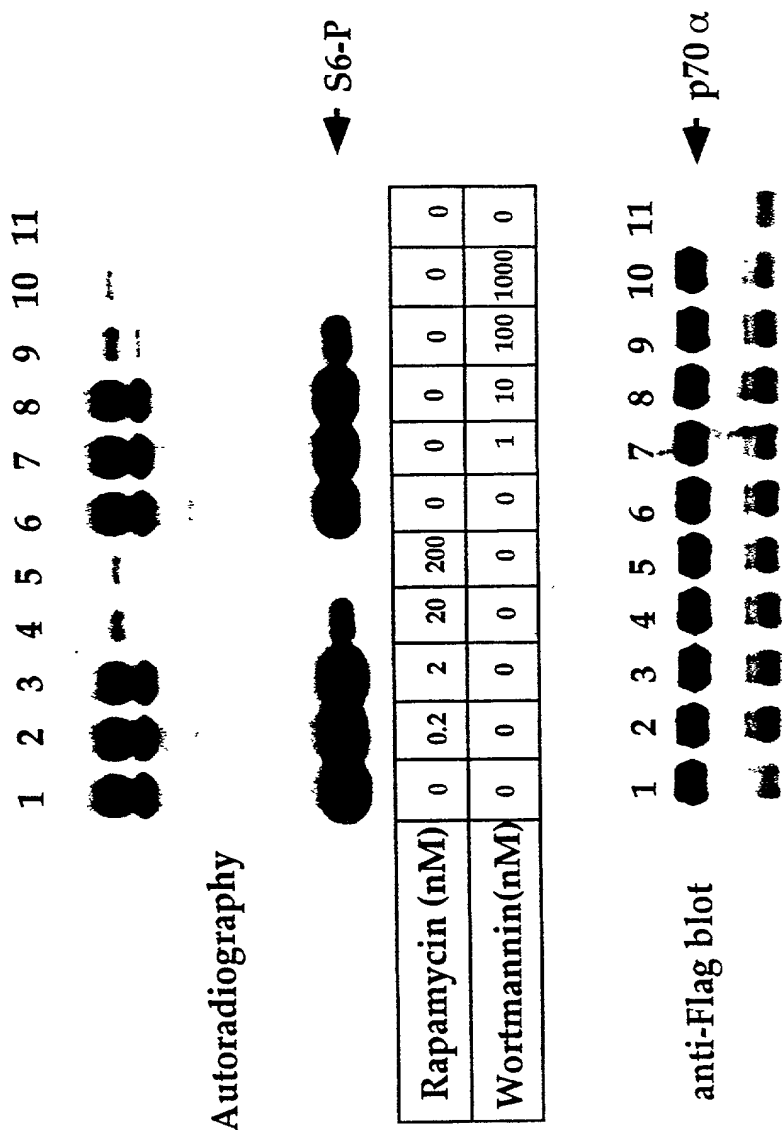 1 2 3 4 5 6 7 8 9 10 11
Autoradiography
S6-P
Rapamycin (nM) 0 0.2 2 20 200 0 0 0 0 0 0
Wortmannin(nM) 0 0 0 0 0 0 1 10 100 1000 0
1 2 3 4 5 6 7 8 9 10 11
anti-Flag blot
p70 α